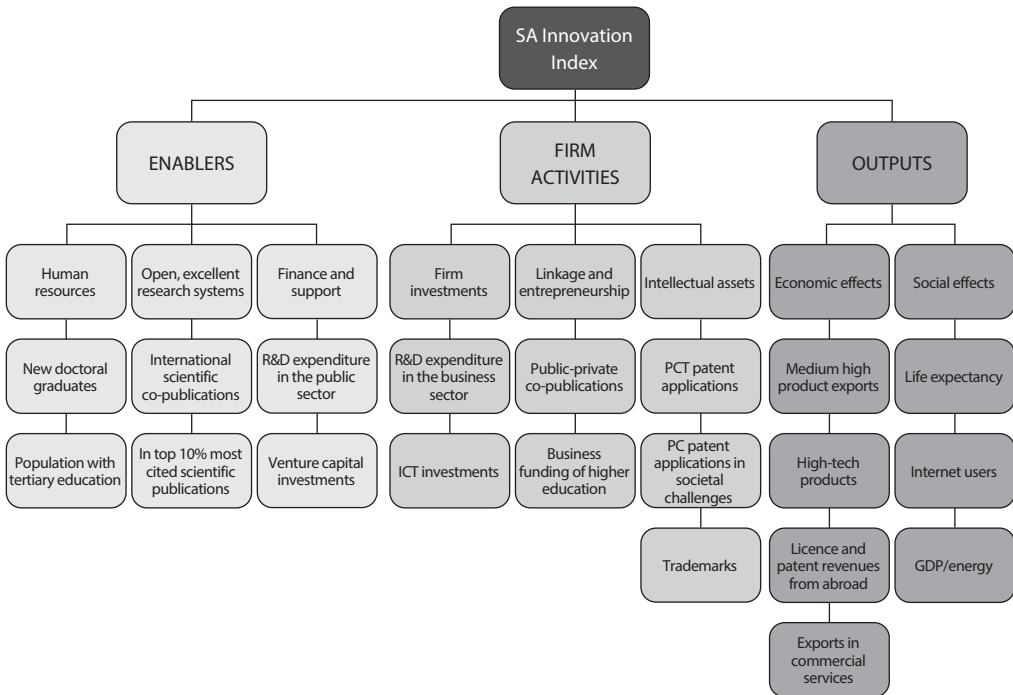 SA Innovation
Index
ENABLERS
FIRM
ACTIVITIES
OUTPUTS
Human
resources
Open, excellent
research systems
Finance and
support
Firm
investments
Linkage and
entrepreneurship
Intellectual assets
Economic effects
Social effects
New doctoral
graduates
International
scientific
co-publications
R&D expenditure
in the public
sector
R&D expenditure
in the business
sector
Public-private
co-publications
PCT patent
applications
Medium high
product exports
Life expectancy
Population with
tertiary education
In top 10% most
cited scientific
publications
Venture capital
investments
ICT investments
Business
funding of higher
education
PC patent
applications in
societal
challenges
High-tech
products
Internet users
Trademarks
Licence and
patent revenues
from abroad
GDP/energy
Exports in
commercial
services